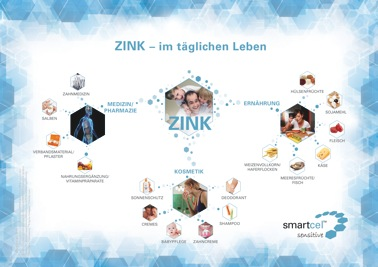 ZINK – im täglichen Leben
ZAHNMEDIZIN
SALBEN
MEDIZIN/
PHARMAZIE
VERBANDSMATERIAL/
PFLASTER
NAHRUNGSERGÄNZUNG/
VITAMINPRÄPARATE
ZINK
ERNÄHRUNG
HÜLSENFRÜCHTE
SOJAMEHL
FLEISCH
KÄSE
MEERESFRÜCHTE/
FISCH
WEIZENVOLLKORN/
HAFERFLOCKEN
KOSMETIK
SONNENSCHUTZ
DEODORANT
CREMES
SHAMPOO
BABYPFLEGE
ZAHNCREME
smartcel™
sensitive